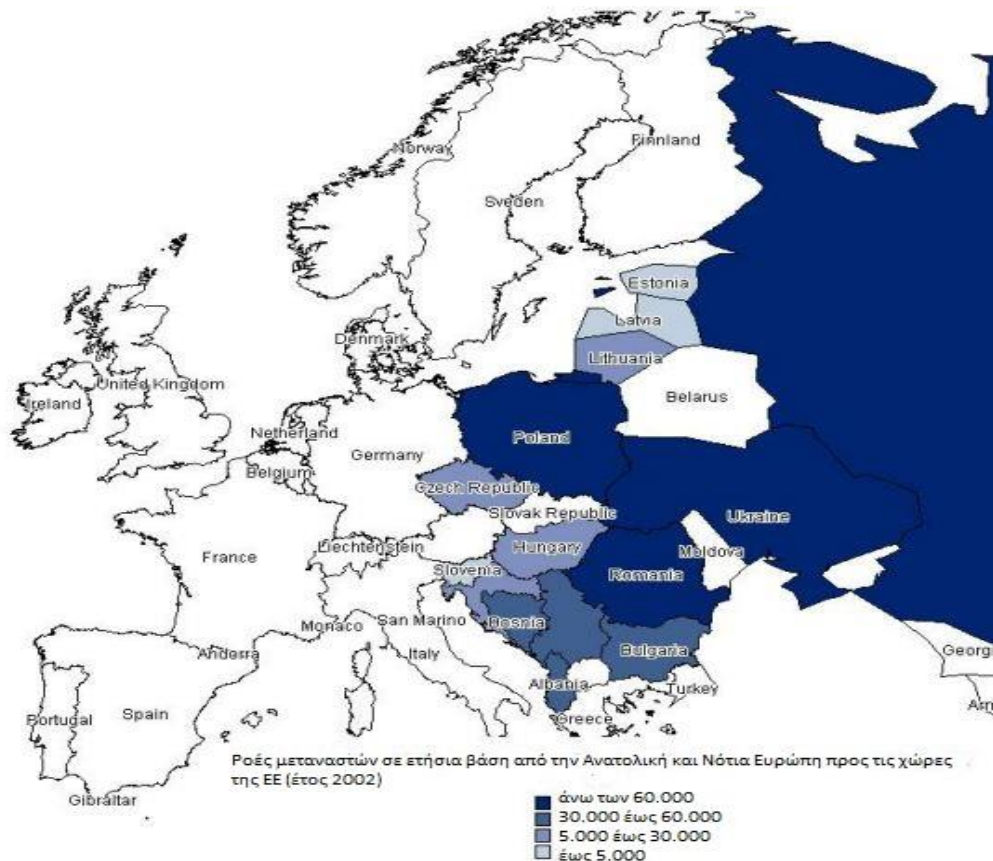 Norway
Finnland
Sveden
Estonia
Latvia
Denmark
Lithuania
United Kingdom
Ireland
Belarus
Netherland
Poland
Belgium
Germany
Czech Republic
Slovak Republic
Ukraine
France
Liechtenstein
Hungary
Moldova
Slovenia
Romania
Monaco
San Marino
Bosnia
Andorra
Italy
Bulgaria
Georg
Albania
Turkey
Portugal
Spain
Greece
Arn
Gibraltar
Ροές μεταναστών σε ετήσια βάση από την Ανατολική και Νότια Ευρώπη προς τις χώρες
της ΕΕ (έτος 2002)
άνω των 60.000
30.000 έως 60.000
5.000 έως 30.000
έως 5.000